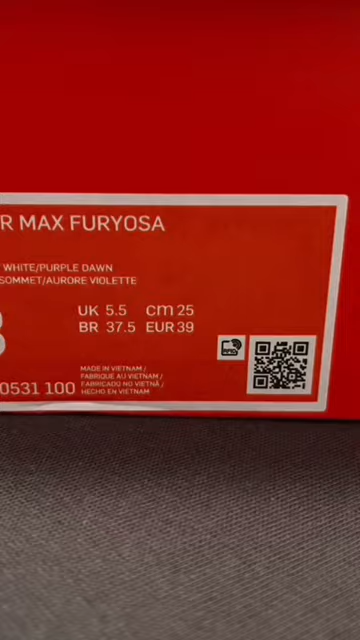 R MAX FURYOSA
WHITE/PURPLE DAWN
SOMMET/AURORE VIOLETTE
UK 5.5 cm 25
BR 37.5 EUR 39
MADE IN VIETNAM /
FABRIQUE AU VIETNAM /
FABRICADO NO VIETNÃ /
0531 100 HECHO EN VIETNAM